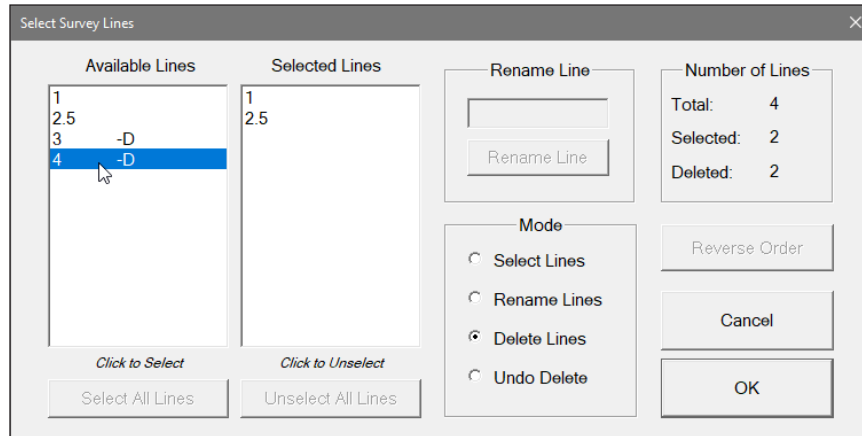 Select Survey Lines
Available Lines
1
2.5
3 -D
4 -D
Click to Select
Select All Lines
Selected Lines
1
2.5
Click to Unselect
Unselect All Lines
Rename Line
Rename Line
Mode
Select Lines
Rename Lines
Delete Lines
Undo Delete
Number of Lines
Total: 4
Selected: 2
Deleted: 2
Reverse Order
Cancel
OK